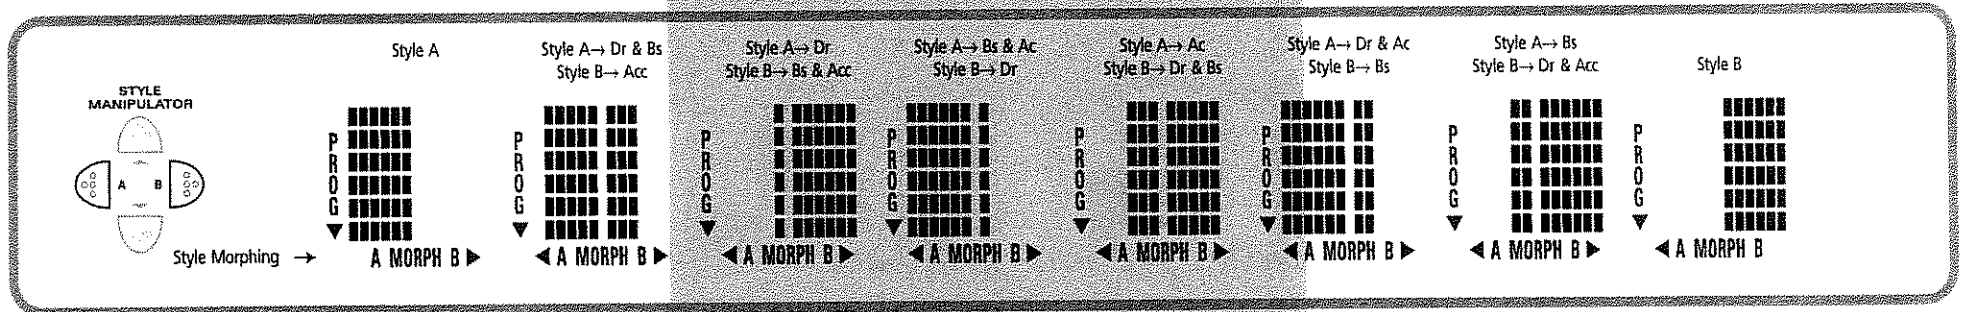 Style A
Style A→ Dr & Bs
Style B→ Acc
Style A→ Dr
Style B→ Bs & Acc
Style A→ Bs & Ac
Style B→ Dr
Style A→ Ac
Style B→ Dr & Bs
Style A→ Dr & Ac
Style B→ Bs
Style A→ Bs
Style B→ Dr & Acc
Style B
STYLE
MANIPULATOR
A B
PROG
PROG
PROG
PROG
PROG
PROG
PROG
PROG
Style Morphing →
A MORPH B ▶
◀ A MORPH B ▶
◀ A MORPH B ▶
◀ A MORPH B ▶
◀ A MORPH B ▶
◀ A MORPH B ▶
◀ A MORPH B ▶
◀ A MORPH B